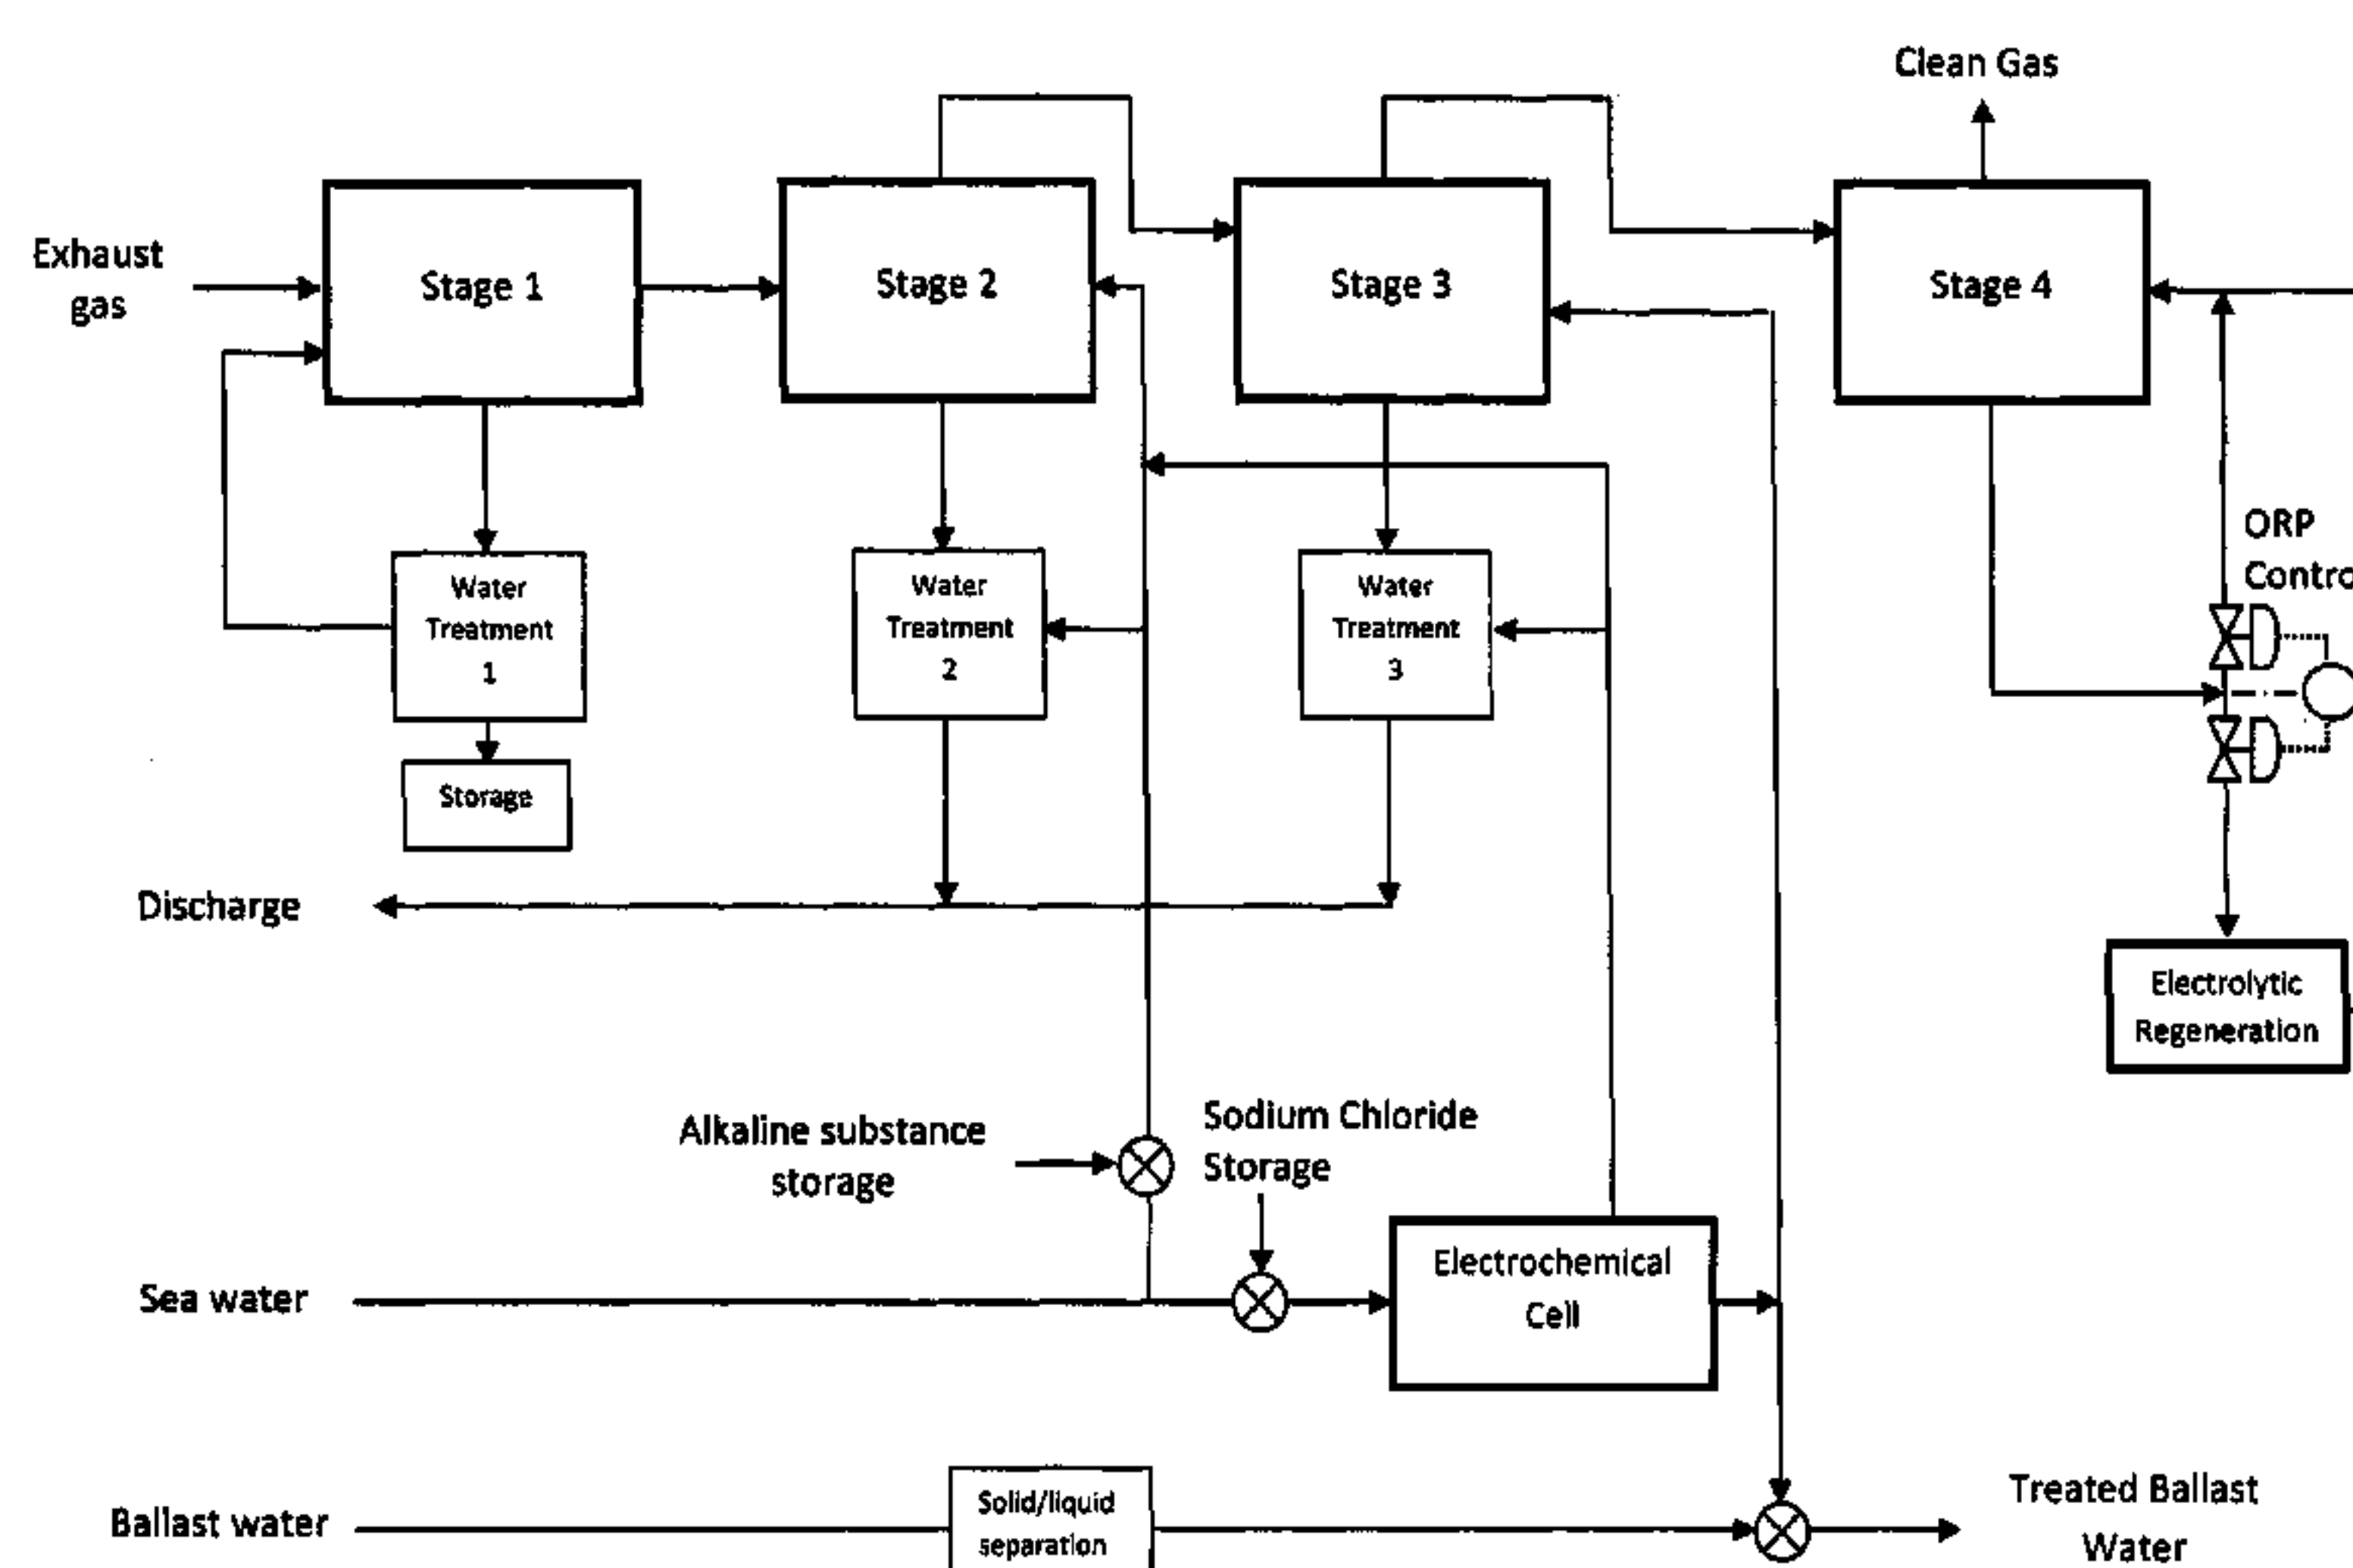 Clean Gas
Exhaust
gas
Stage 1
Stage 2
Stage 3
Stage 4
ORP
Contro
Water
Treatment
1
Water
Treatment
2
Water
Treatment
3
Storage
Discharge
Electrolytic
Regeneration
Alkaline substance
storage
Sodium Chloride
Storage
Electrochemical
Cell
Sea water
Solid/liquid
separation
Ballast water
Treated Ballast
Water